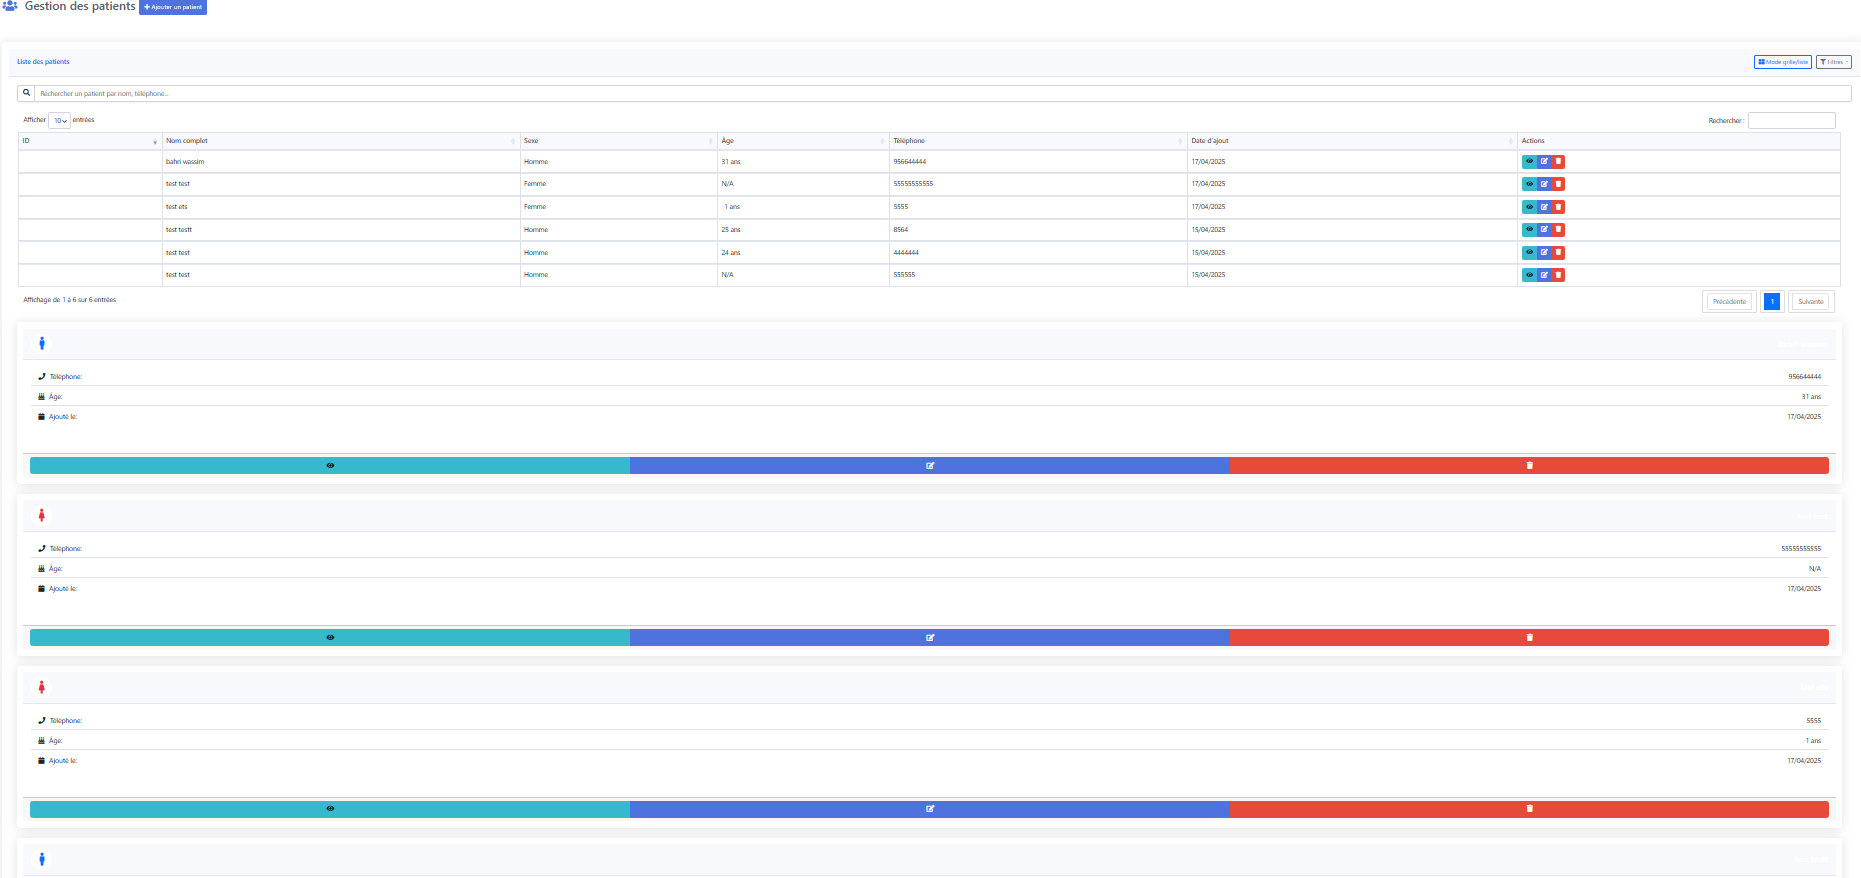 Gestion des patients + Ajouter un patient
Liste des patients Mode grille/liste Filtres
Rechercher un patient par nom, téléphone...
Afficher 10 entrées Rechercher :
ID Nom complet Sexe Âge Téléphone Date d'ajout Actions
bahri wassim Homme 31 ans 956644444 17/04/2025
test test Femme N/A 55555555555 17/04/2025
test ets Femme -1 ans 5555 17/04/2025
test testt Homme 25 ans 8564 15/04/2025
test test Homme 24 ans 4444444 15/04/2025
test test Homme N/A 555555 15/04/2025
Affichage de 1 à 6 sur 6 entrées Précédente 1 Suivante
Téléphone: 956644444
Âge: 31 ans
Ajouté le: 17/04/2025
Téléphone: 55555555555
Âge: N/A
Ajouté le: 17/04/2025
Téléphone: 5555
Âge: -1 ans
Ajouté le: 17/04/2025